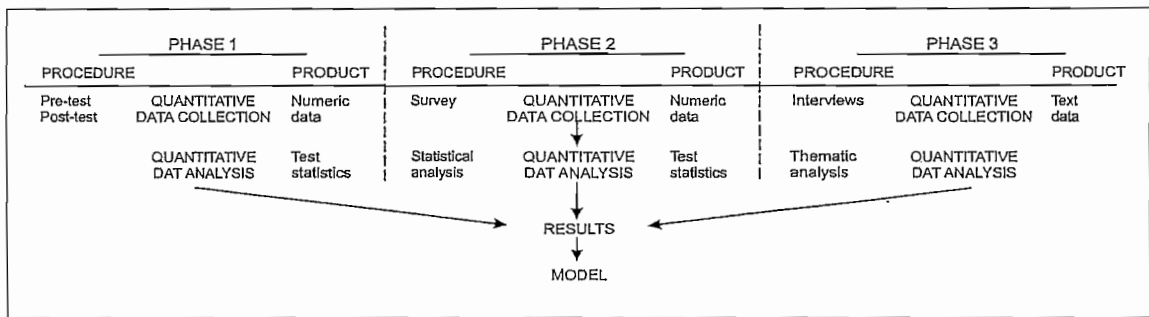 PHASE 1 PHASE 2 PHASE 3
PROCEDURE PRODUCT PROCEDURE PRODUCT PROCEDURE PRODUCT
Pre-test QUANTITATIVE Numeric Survey QUANTITATIVE Numeric Interviews QUANTITATIVE Text
Post-test DATA COLLECTION data DATA COLLECTION data DATA COLLECTION data
QUANTITATIVE Test Statistical QUANTITATIVE Test Thematic QUANTITATIVE
DAT ANALYSIS statistics analysis DAT ANALYSIS statistics analysis DAT ANALYSIS
RESULTS
MODEL